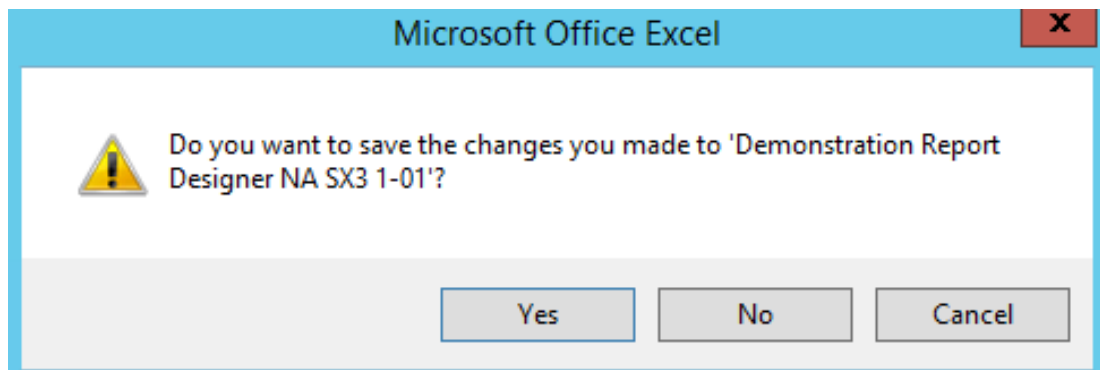 Microsoft Office Excel
Do you want to save the changes you made to 'Demonstration Report
Designer NA SX3 1-01'?
Yes No Cancel